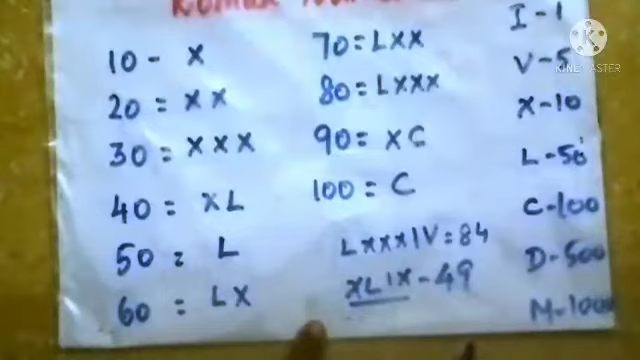 10 - X
20 = XX
30 = XXX
40 = XL
50 = L
60 = LX
70 = LXX
80 = LXXX
90 = XC
100 = C
LXXXIV = 84
XLIX - 49
I - 1
V - 5
X - 10
L - 50
C - 100
D - 500
M - 1000
KINEMASTER